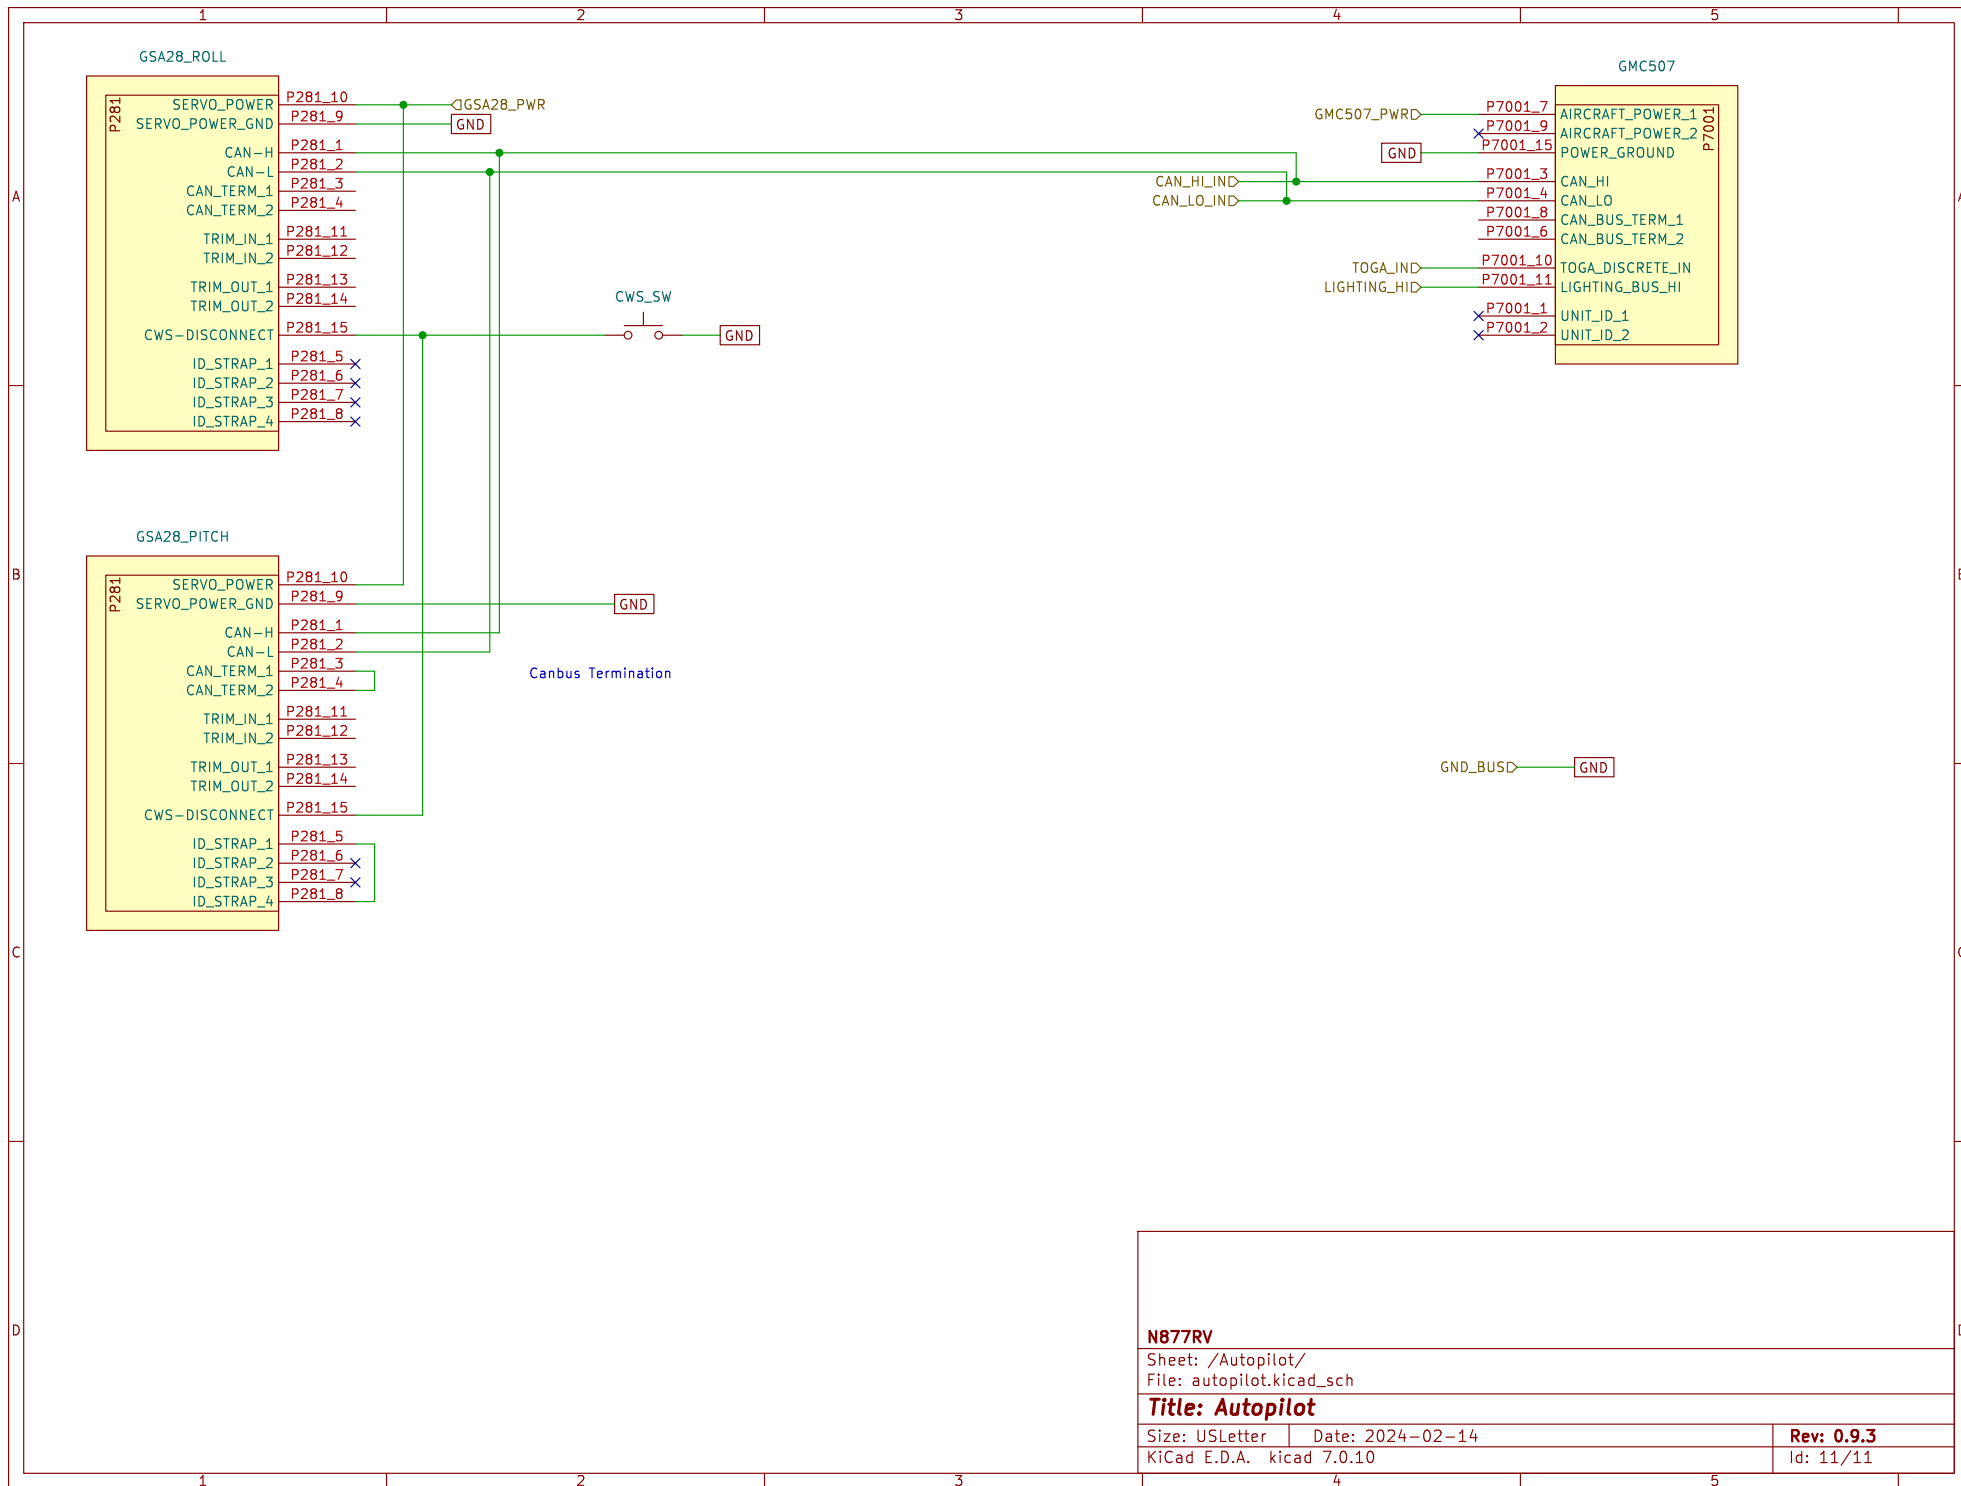 1 2 3 4 5
GSA28_ROLL
P281
SERVO_POWER P281_10 GSA28_PWR
SERVO_POWER_GND P281_9 GND
CAN-H P281_1
CAN-L P281_2
CAN_TERM_1 P281_3
CAN_TERM_2 P281_4
TRIM_IN_1 P281_11
TRIM_IN_2 P281_12
TRIM_OUT_1 P281_13
TRIM_OUT_2 P281_14
CWS-DISCONNECT P281_15
ID_STRAP_1 P281_5
ID_STRAP_2 P281_6
ID_STRAP_3 P281_7
ID_STRAP_4 P281_8
CWS_SW
GND
GMC507
P7001
GMC507_PWR P7001_7 AIRCRAFT_POWER_1
P7001_9 AIRCRAFT_POWER_2
GND P7001_15 POWER_GROUND
CAN_HI_IN P7001_3 CAN_HI
CAN_LO_IN P7001_4 CAN_LO
P7001_8 CAN_BUS_TERM_1
P7001_6 CAN_BUS_TERM_2
TOGA_IN P7001_10 TOGA_DISCRETE_IN
LIGHTING_HI P7001_11 LIGHTING_BUS_HI
P7001_1 UNIT_ID_1
P7001_2 UNIT_ID_2
A
GSA28_PITCH
P281
SERVO_POWER P281_10
SERVO_POWER_GND P281_9 GND
CAN-H P281_1
CAN-L P281_2
CAN_TERM_1 P281_3
CAN_TERM_2 P281_4
Canbus Termination
TRIM_IN_1 P281_11
TRIM_IN_2 P281_12
TRIM_OUT_1 P281_13
TRIM_OUT_2 P281_14
CWS-DISCONNECT P281_15
ID_STRAP_1 P281_5
ID_STRAP_2 P281_6
ID_STRAP_3 P281_7
ID_STRAP_4 P281_8
B
GND_BUS GND
C
D
N877RV
Sheet: /Autopilot/
File: autopilot.kicad_sch
Title: Autopilot
Size: USLetter Date: 2024-02-14 Rev: 0.9.3
KiCad E.D.A. kicad 7.0.10 Id: 11/11
1 2 3 4 5